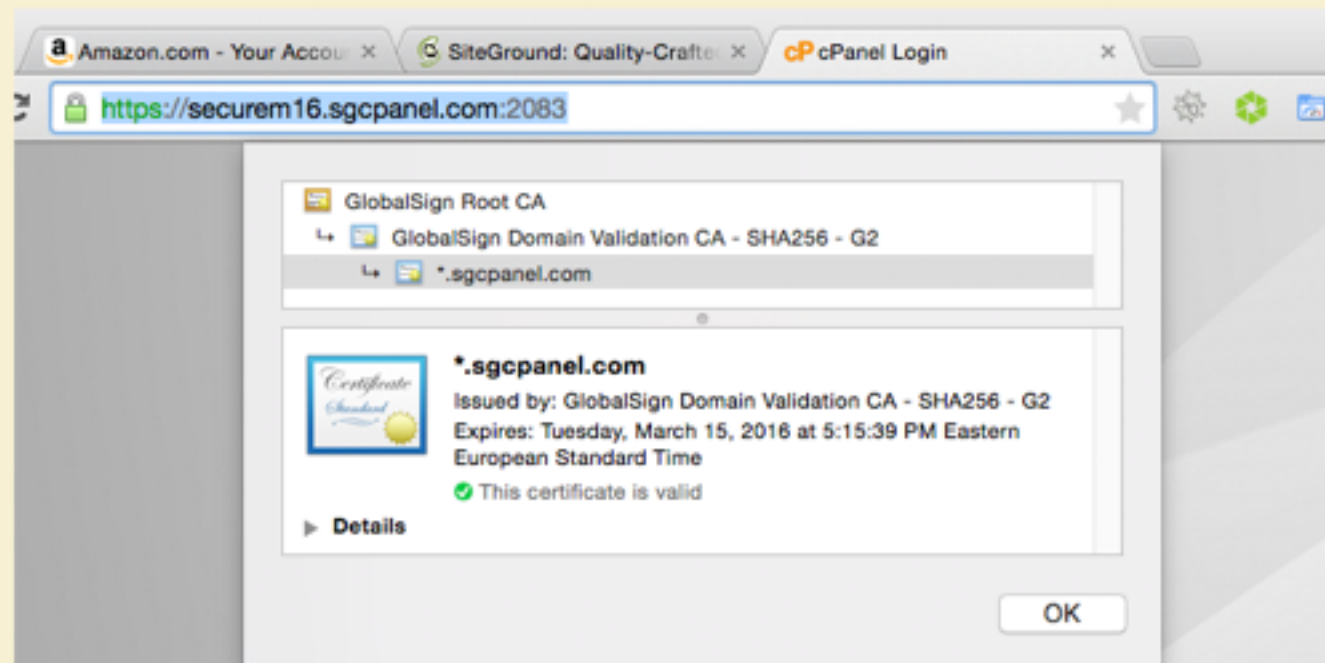 Amazon.com - Your Accou
SiteGround: Quality-Crafte
cP cPanel Login
https://securem16.sgcpanel.com:2083
GlobalSign Root CA
GlobalSign Domain Validation CA - SHA256 - G2
*.sgcpanel.com
Certificate
Standard
*.sgcpanel.com
Issued by: GlobalSign Domain Validation CA - SHA256 - G2
Expires: Tuesday, March 15, 2016 at 5:15:39 PM Eastern
European Standard Time
This certificate is valid
Details
OK